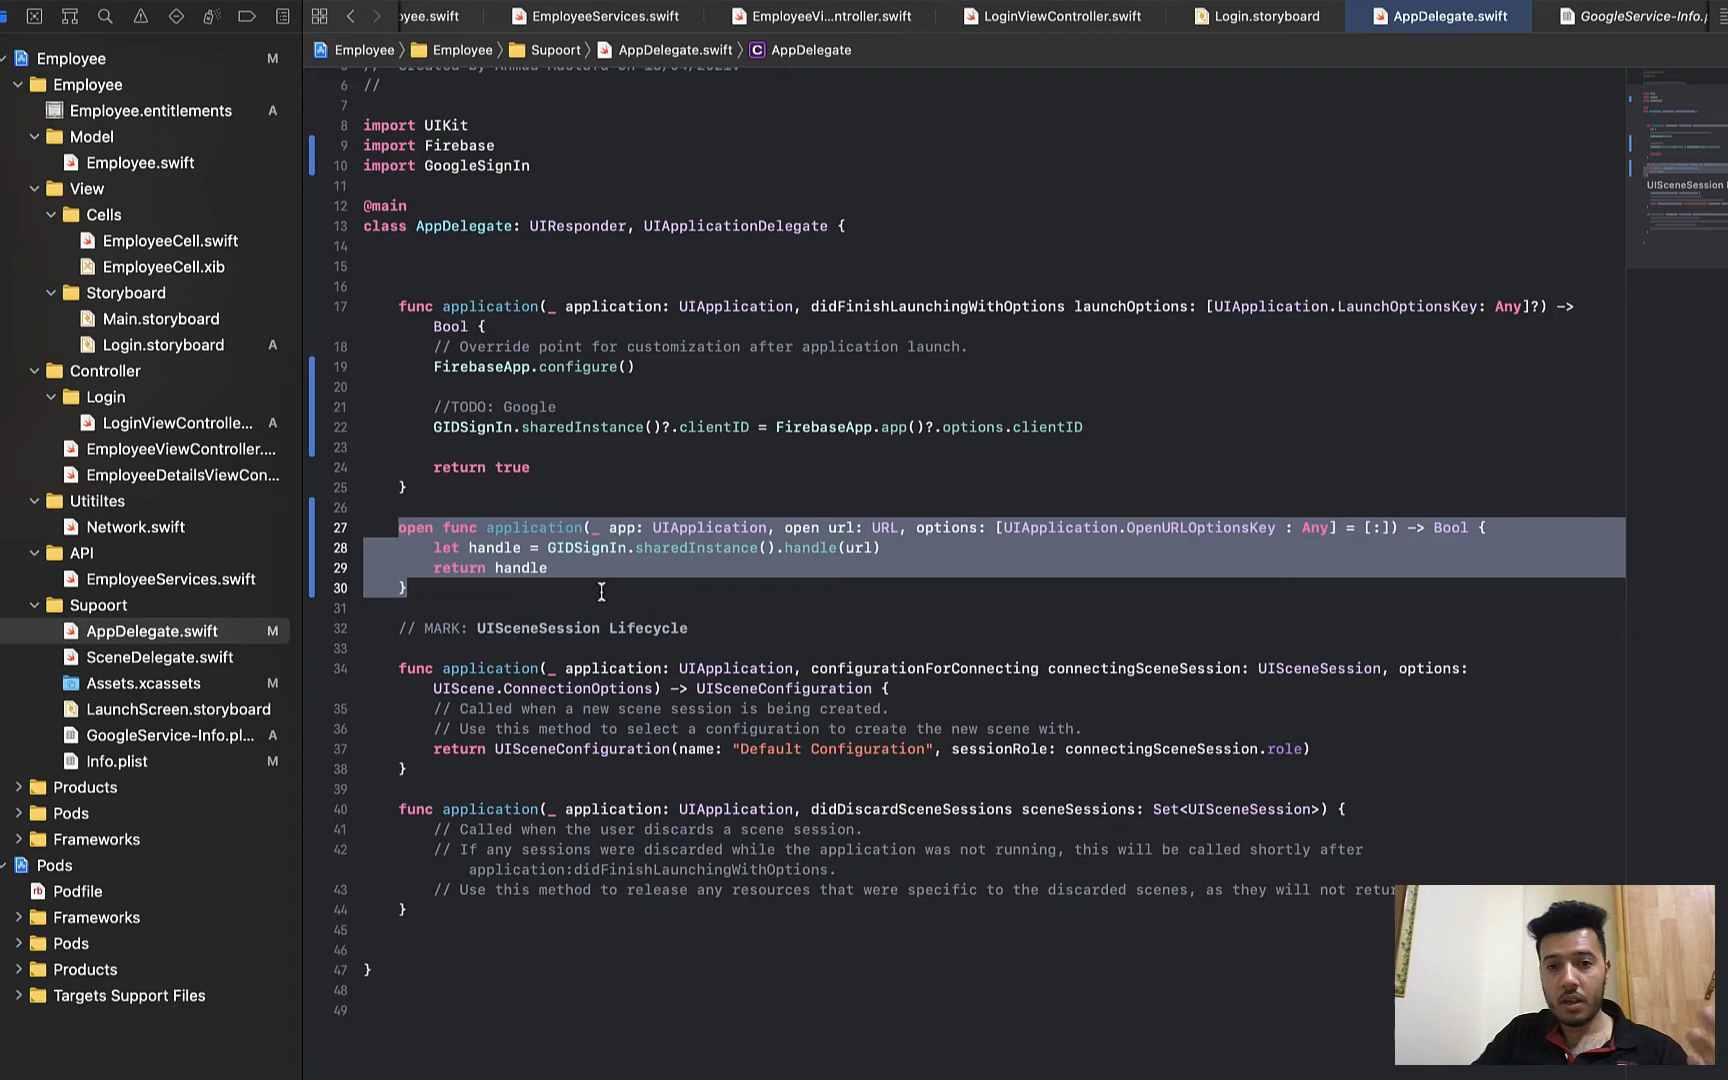 yee.swift
EmployeeServices.swift
EmployeeVi...ntroller.swift
LoginViewController.swift
Login.storyboard
AppDelegate.swift
GoogleService-Info.p
Employee
Employee
Supoort
AppDelegate.swift
C AppDelegate
Employee M
Employee
Employee.entitlements A
Model
Employee.swift
View
Cells
EmployeeCell.swift
EmployeeCell.xib
Storyboard
Main.storyboard
Login.storyboard A
Controller
Login
LoginViewControlle... A
EmployeeViewController....
EmployeeDetailsViewCon...
Utitiltes
Network.swift
API
EmployeeServices.swift
Supoort
AppDelegate.swift M
SceneDelegate.swift
Assets.xcassets M
LaunchScreen.storyboard
GoogleService-Info.pl... A
Info.plist M
Products
Pods
Frameworks
Pods
Podfile
Frameworks
Pods
Products
Targets Support Files
6 //
7
8 import UIKit
9 import Firebase
10 import GoogleSignIn
11
12 @main
13 class AppDelegate: UIResponder, UIApplicationDelegate {
14
15
16
17 func application(_ application: UIApplication, didFinishLaunchingWithOptions launchOptions: [UIApplication.LaunchOptionsKey: Any]?) ->
Bool {
18 // Override point for customization after application launch.
19 FirebaseApp.configure()
20
21 //TODO: Google
22 GIDSignIn.sharedInstance()?.clientID = FirebaseApp.app()?.options.clientID
23
24 return true
25 }
26
27 open func application(_ app: UIApplication, open url: URL, options: [UIApplication.OpenURLOptionsKey : Any] = [:]) -> Bool {
28 let handle = GIDSignIn.sharedInstance().handle(url)
29 return handle
30 }
31
32 // MARK: UISceneSession Lifecycle
33
34 func application(_ application: UIApplication, configurationForConnecting connectingSceneSession: UISceneSession, options:
UIScene.ConnectionOptions) -> UISceneConfiguration {
35 // Called when a new scene session is being created.
36 // Use this method to select a configuration to create the new scene with.
37 return UISceneConfiguration(name: "Default Configuration", sessionRole: connectingSceneSession.role)
38 }
39
40 func application(_ application: UIApplication, didDiscardSceneSessions sceneSessions: Set<UISceneSession>) {
41 // Called when the user discards a scene session.
42 // If any sessions were discarded while the application was not running, this will be called shortly after
application:didFinishLaunchingWithOptions.
43 // Use this method to release any resources that were specific to the discarded scenes, as they will not retur
44 }
45
46
47 }
48
49
UISceneSession